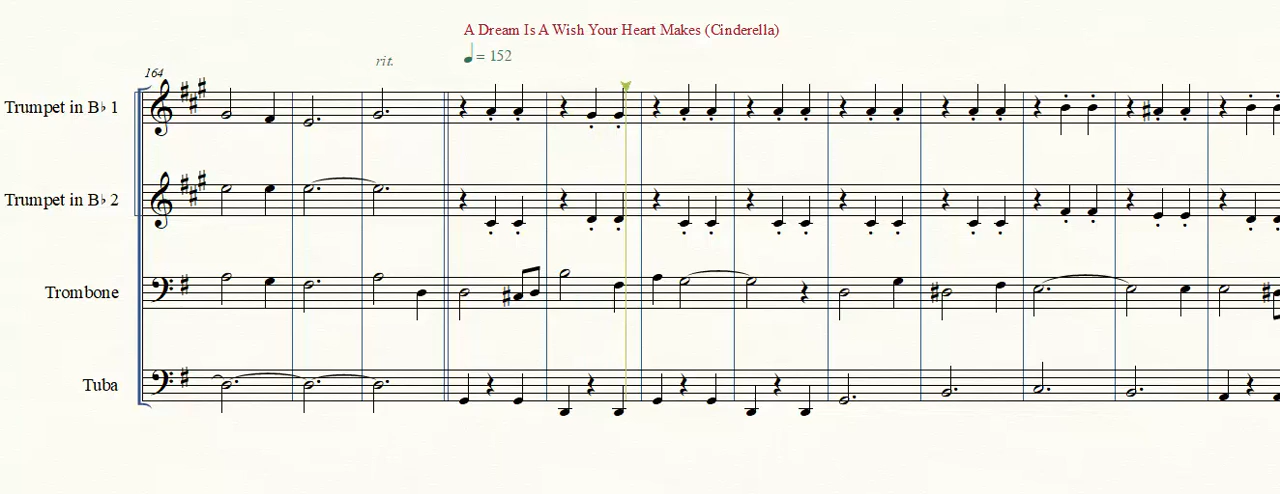 A Dream Is A Wish Your Heart Makes (Cinderella)
= 152
rit.
164
Trumpet in B♭ 1
Trumpet in B♭ 2
Trombone
Tuba